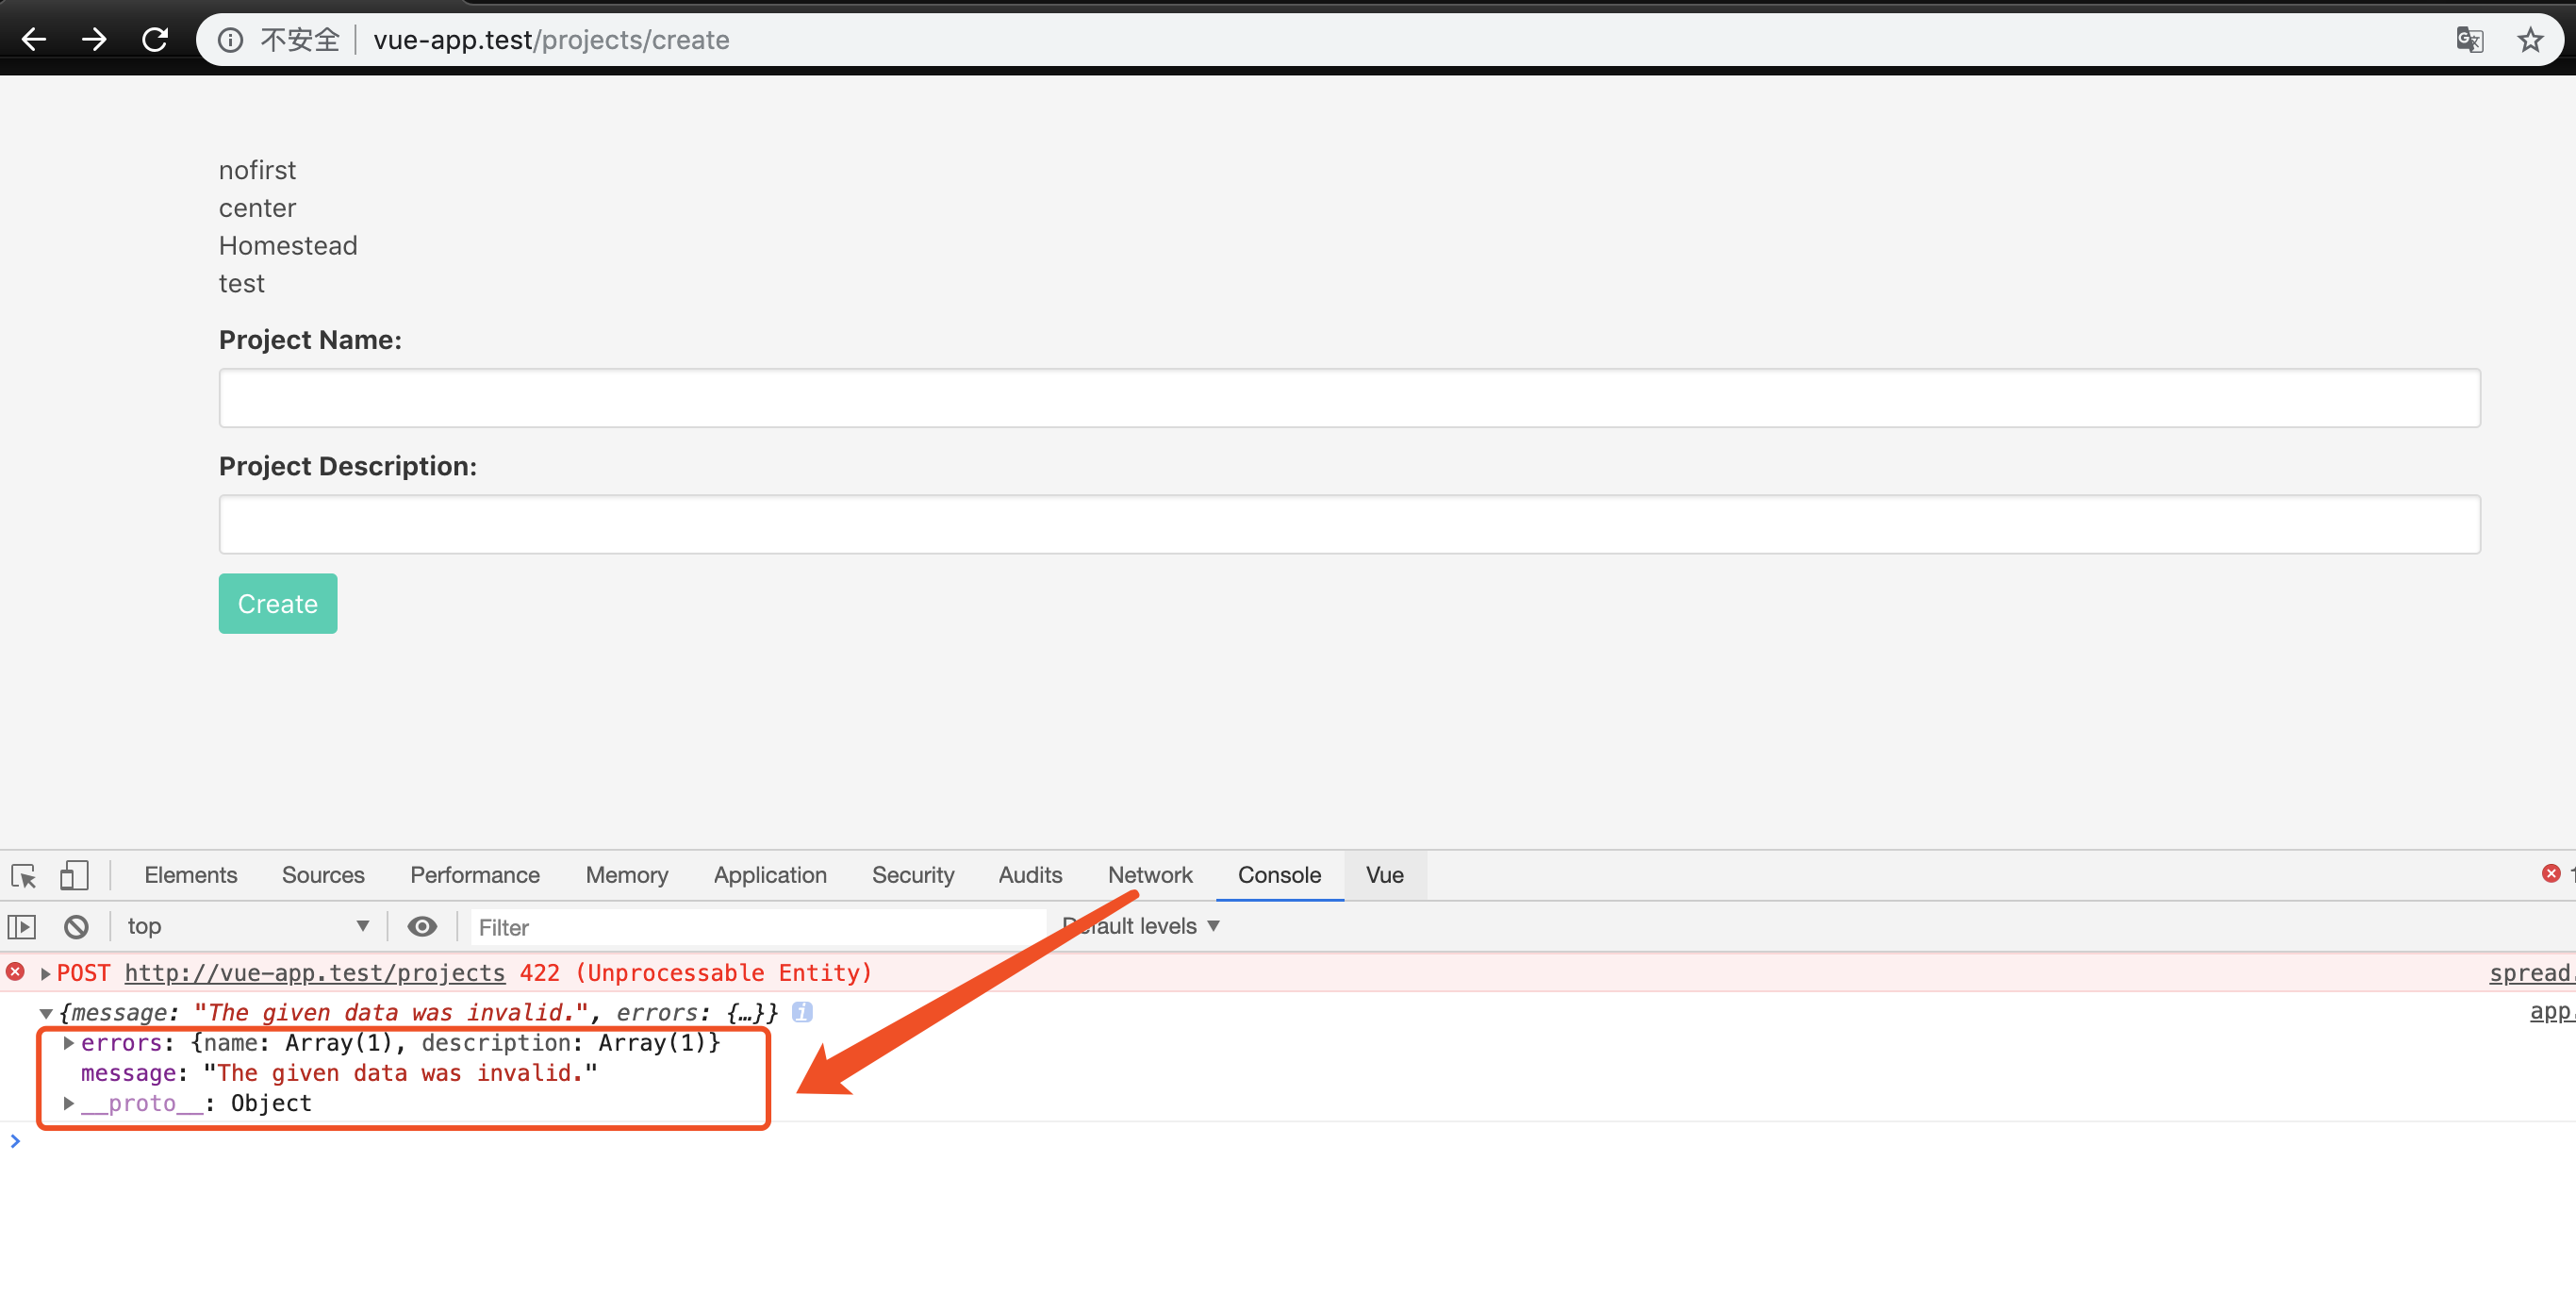 不安全 vue-app.test/projects/create
nofirst
center
Homestead
test
Project Name:
Project Description:
Create
Elements Sources Performance Memory Application Security Audits Network Console Vue
top Filter Default levels
POST http://vue-app.test/projects 422 (Unprocessable Entity) spread.
{message: "The given data was invalid.", errors: {…}} i app.
errors: {name: Array(1), description: Array(1)}
message: "The given data was invalid."
__proto__: Object